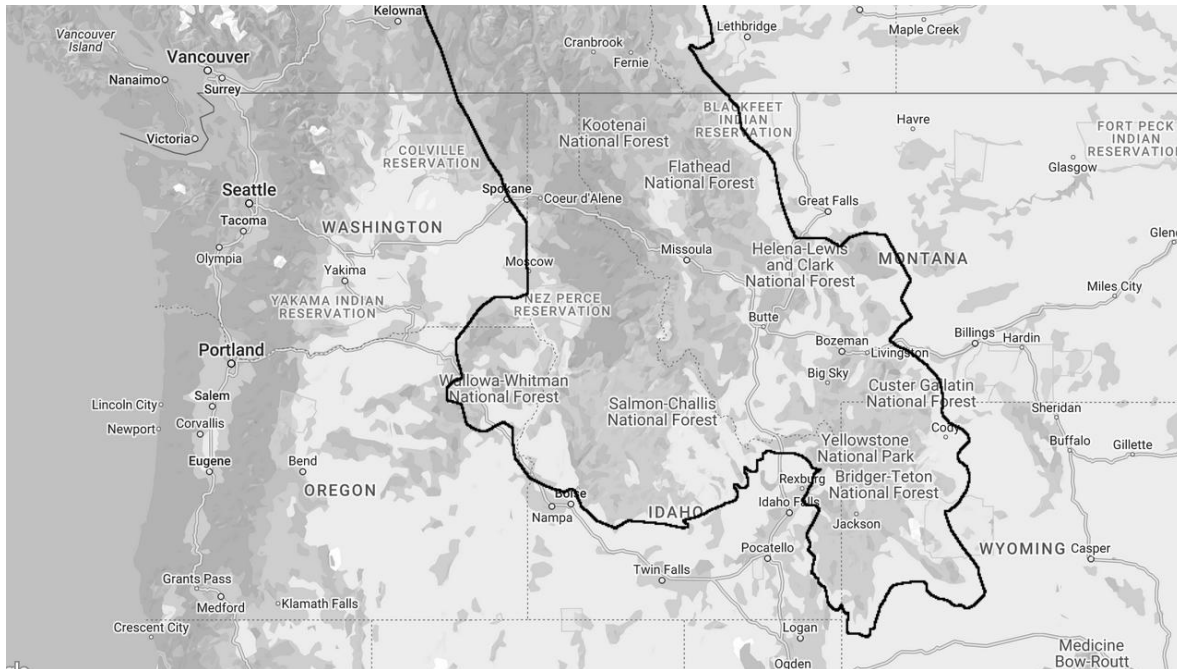 Kelowna
Lethbridge
Maple Creek
Vancouver
Island
Cranbrook
Fernie
Vancouver
Nanaimo
Surrey
BLACKFEET
INDIAN
RESERVATION
Havre
FORT PECK
INDIAN
RESERVATION
Kootenai
National Forest
Victoria
COLVILLE
RESERVATION
Flathead
National Forest
Glasgow
Seattle
Spokane
Coeur d'Alene
Great Falls
Tacoma
WASHINGTON
Olympia
Missoula
Helena-Lewis
and Clark
National Forest
MONTANA
Moscow
Yakima
Miles City
YAKAMA INDIAN
RESERVATION
NEZ PERCE
RESERVATION
Butte
Billings
Hardin
Portland
Bozeman
Livingston
Big Sky
Wallowa-Whitman
National Forest
Custer Gallatin
National Forest
Salem
Lincoln City
Salmon-Challis
National Forest
Sheridan
Corvallis
Newport
Cody
Yellowstone
National Park
Buffalo
Gillette
Eugene
Bend
Rexburg
Bridger-Teton
National Forest
OREGON
Boise
Nampa
IDAHO
Idaho Falls
Jackson
Pocatello
WYOMING
Casper
Twin Falls
Grants Pass
Medford
Klamath Falls
Crescent City
Logan
Ogden
Medicine
Bow-Routt